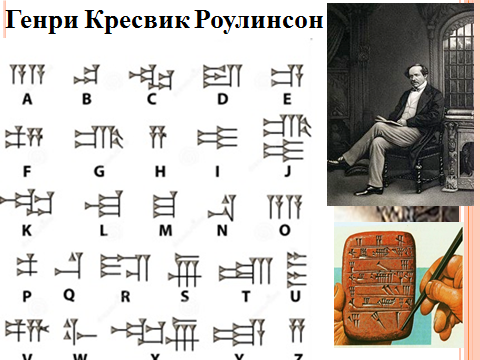 Генри Кресвик Роулинсон
A B C D E
F G H I J
K L M N O
P Q R S T U
V W X Y Z